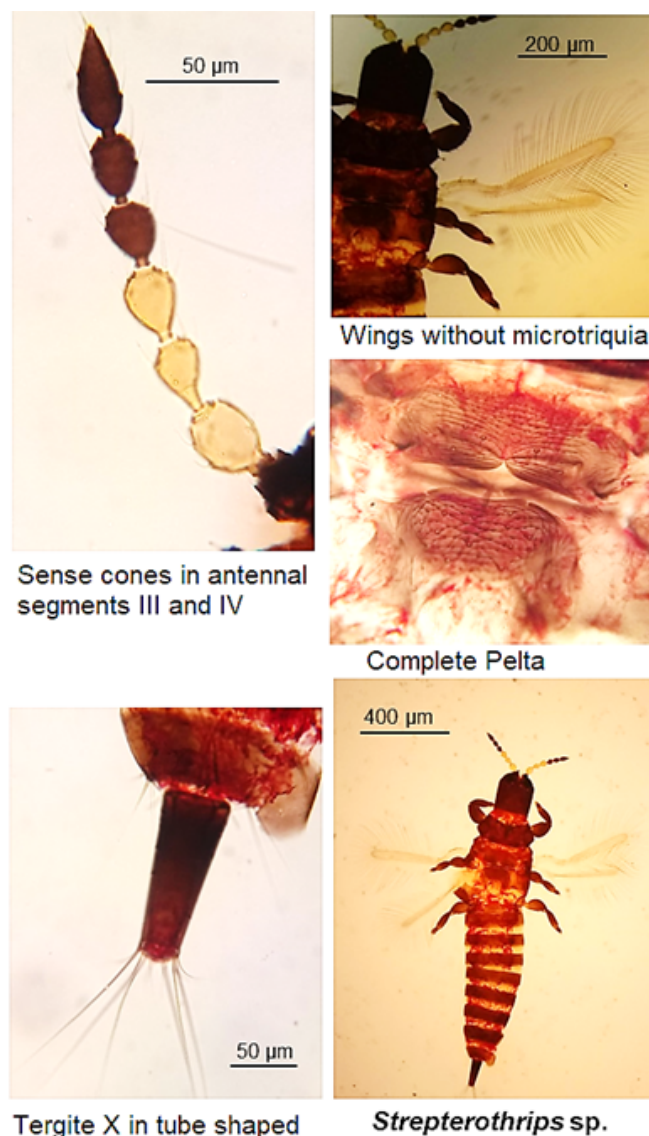 50 µm
200 µm
Wings without microtriquia
Sense cones in antennal
segments III and IV
Complete Pelta
400 µm
50 µm
Tergite X in tube shaped
Strepterothrips sp.